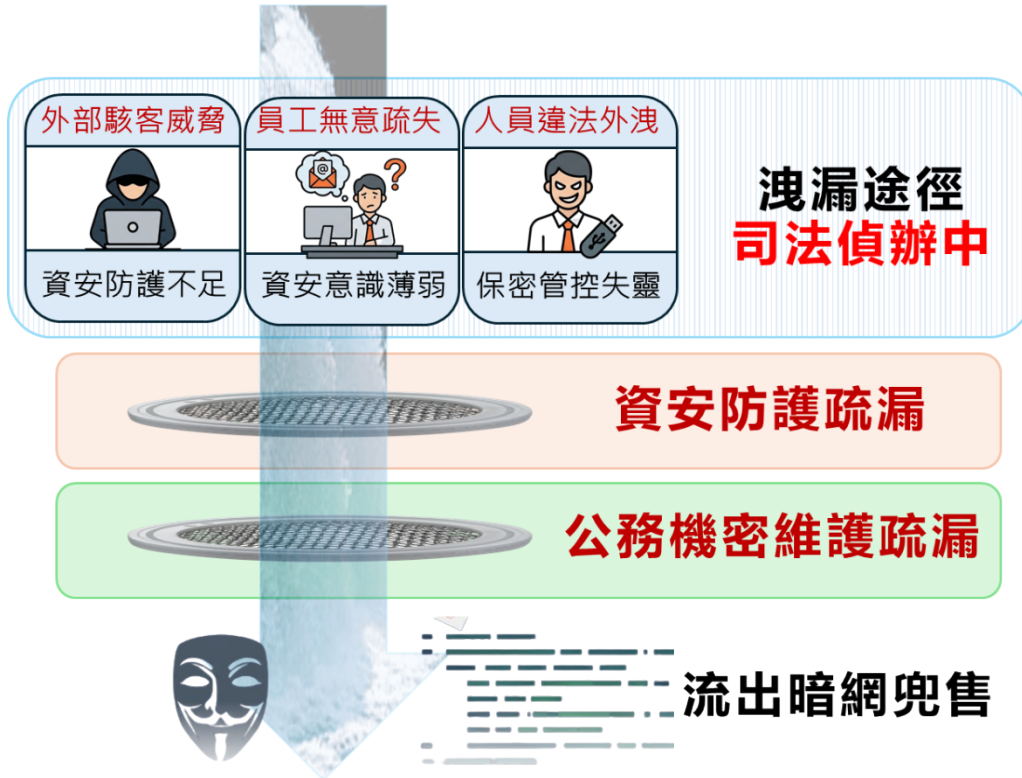 外部駭客威脅
員工無意疏失
人員違法外洩
資安防護不足
資安意識薄弱
保密管控失靈
洩漏途徑
司法偵辦中
資安防護疏漏
公務機密維護疏漏
流出暗網兜售